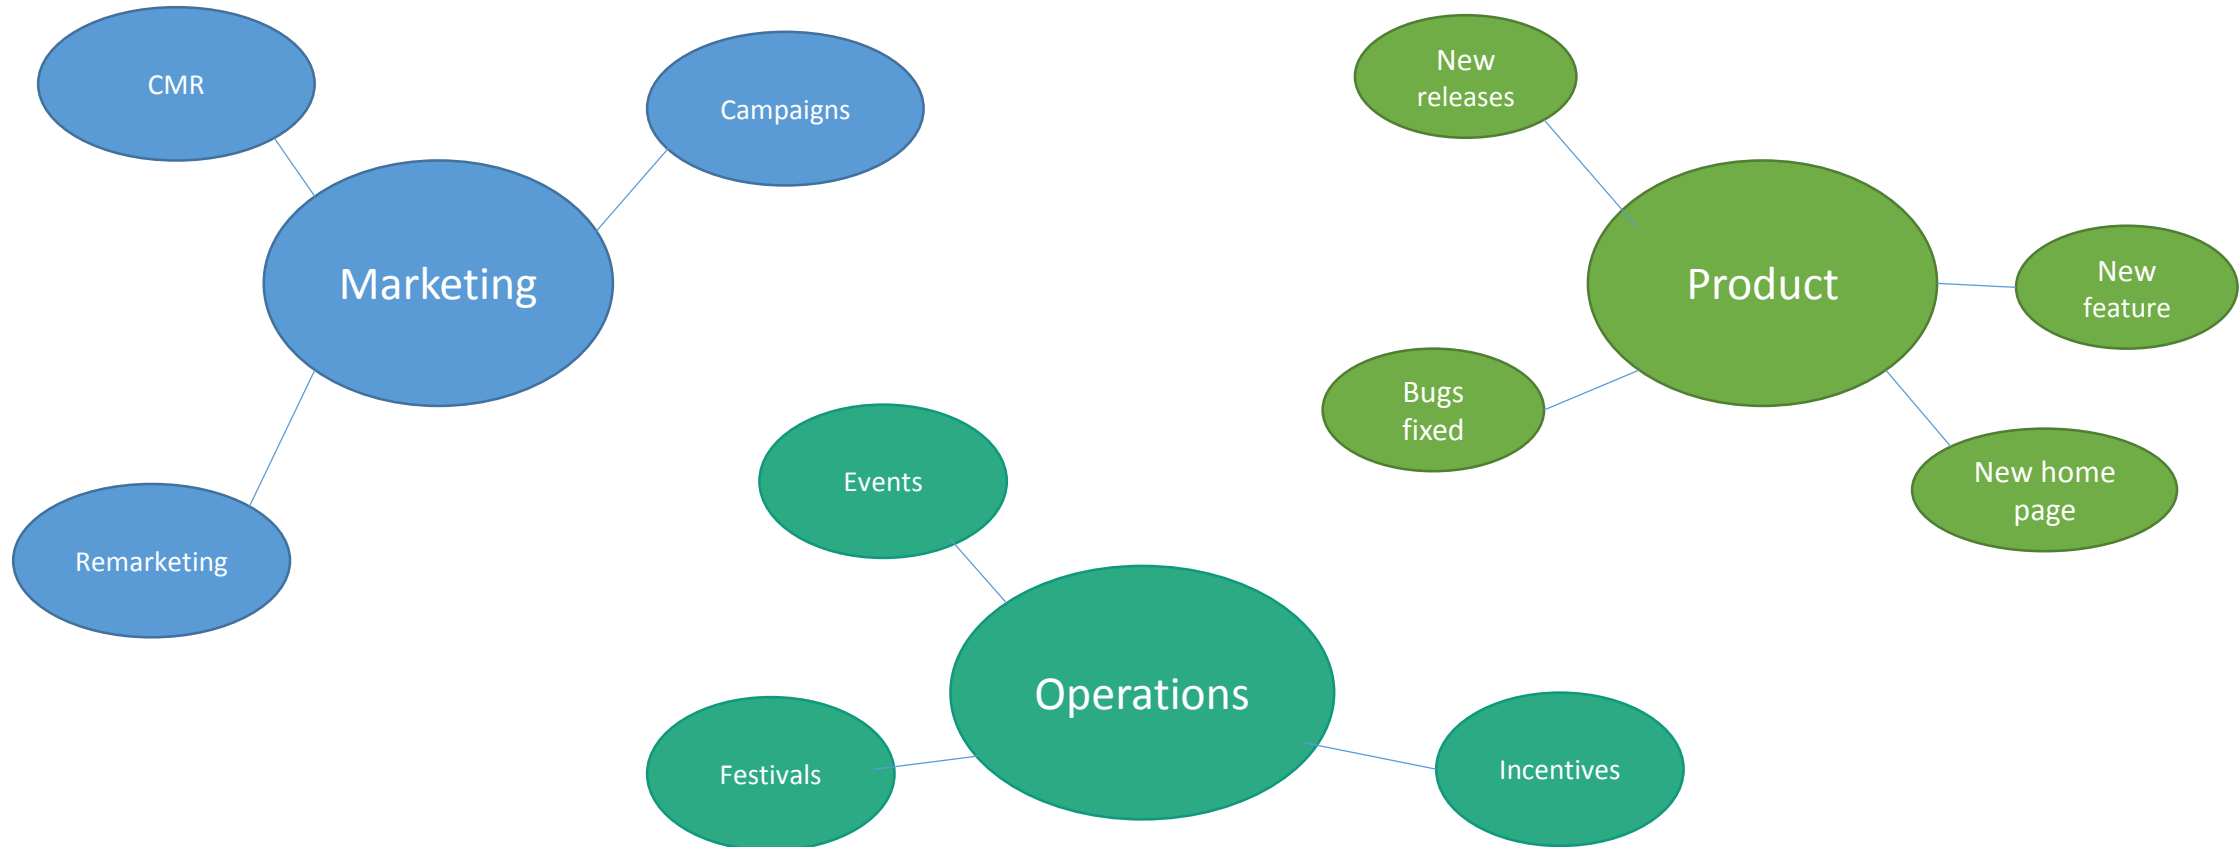 CMR
Campaigns
Marketing
Remarketing
New
releases
Product
New
feature
Bugs
fixed
New home
page
Events
Operations
Festivals
Incentives